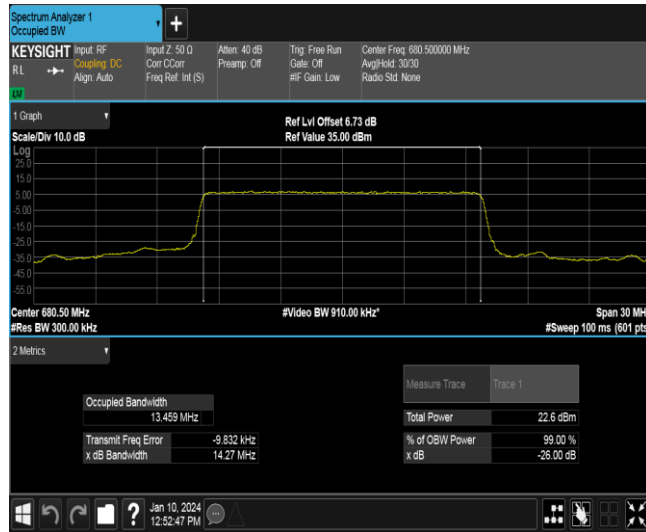 Spectrum Analyzer 1
Occupied BW
KEYSIGHT
RL
LXI
Input: RF
Coupling: DC
Align: Auto
Input Z: 50 Ω
Corr CCorr
Freq Ref: Int (S)
Atten: 40 dB
Preamp: Off
Trig: Free Run
Gate: Off
#IF Gain: Low
Center Freq: 680.500000 MHz
Avg|Hold: 30/30
Radio Std: None
1 Graph
Scale/Div 10.0 dB
Ref Lvl Offset 6.73 dB
Ref Value 35.00 dBm
Log
25.0
15.0
5.00
-5.00
-15.0
-25.0
-35.0
-45.0
-55.0
Center 680.50 MHz
#Res BW 300.00 kHz
#Video BW 910.00 kHz*
Span 30 MH
#Sweep 100 ms (601 pts
2 Metrics
Measure Trace Trace 1
Occupied Bandwidth
13.459 MHz
Total Power 22.6 dBm
Transmit Freq Error -9.832 kHz
% of OBW Power 99.00 %
x dB Bandwidth 14.27 MHz
x dB -26.00 dB
?
Jan 10, 2024
12:52:47 PM